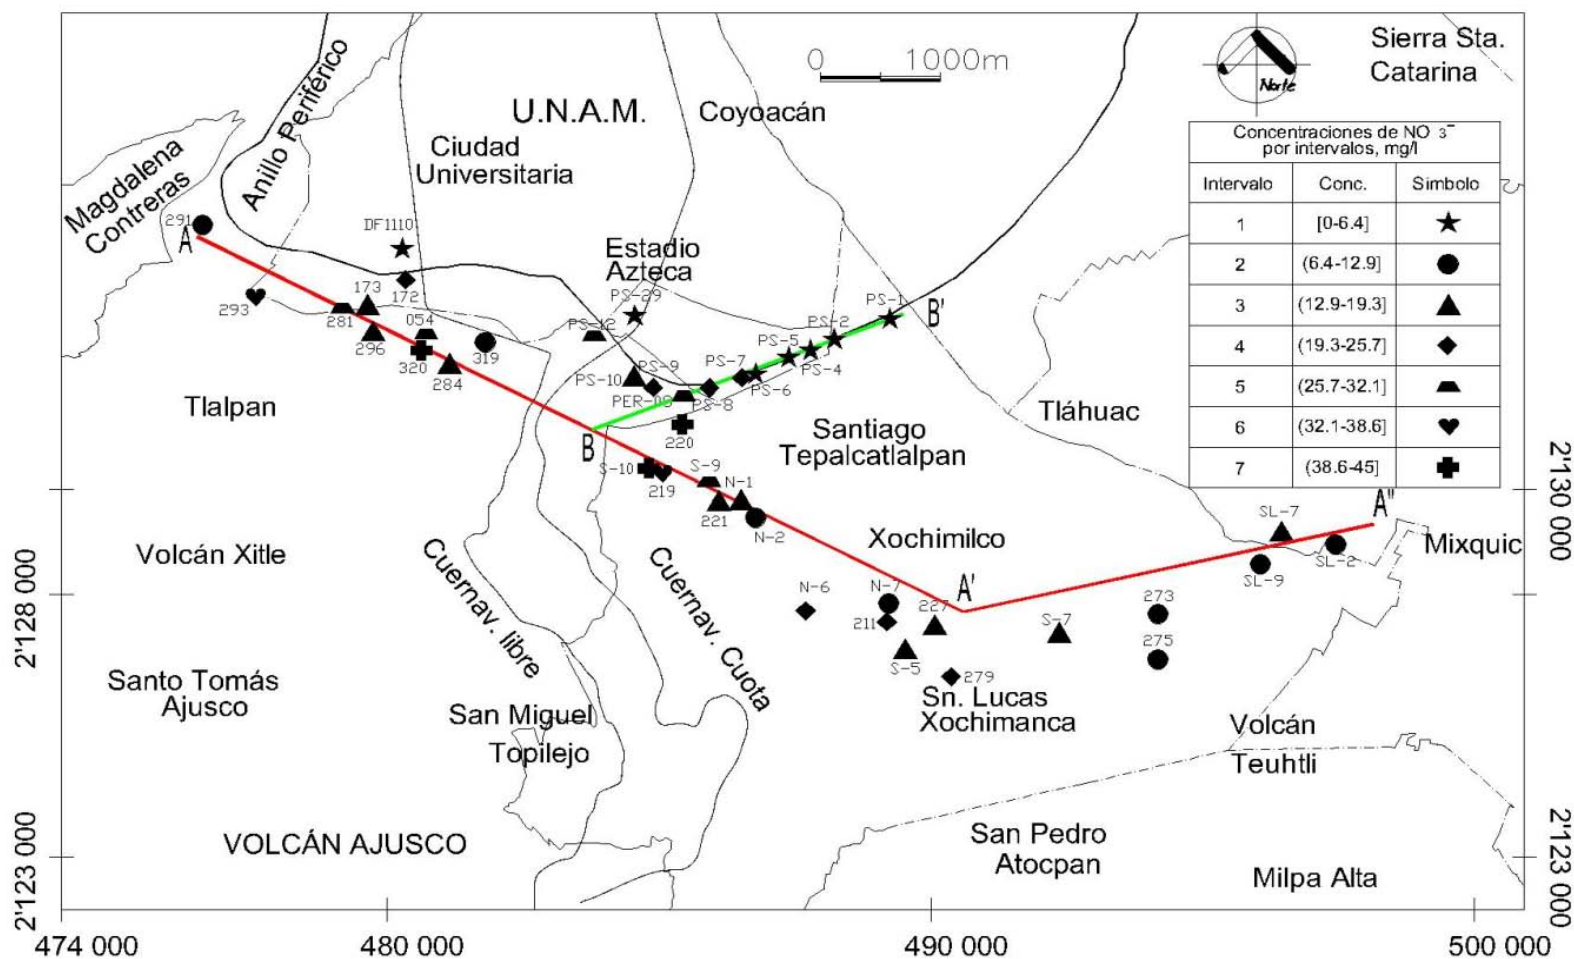 Sierra Sta.
Catarina
Norte
0 1000m
Anillo Periférico
U.N.A.M.
Coyoacán
Ciudad
Universitaria
Magdalena
Contreras
Concentraciones de NO 3-
por intervalos, mg/l
Intervalo Conc. Simbolo
1 [0-6.4]
2 (6.4-12.9]
3 (12.9-19.3]
4 (19.3-25.7]
5 (25.7-32.1]
6 (32.1-38.6]
7 (38.6-45]
291
A
DF1110
Estadio
Azteca
293
173
172
281
054
296
320
284
319
PS-29
PS-12
PS-1
B'
PS-2
PS-5
PS-4
PS-7
PS-6
PS-9
PS-10
PER-09
PS-8
Tlalpan
B
220
Santiago
Tepalcatlalpan
Tláhuac
S-10
219
S-9
N-1
221
N-2
Volcán Xitle
Xochimilco
SL-7
A"
SL-9
SL-2
Mixquic
2'130 000
Cuernav. libre
Cuernav. Cuota
N-6
N-7
A'
211
227
S-7
273
275
S-5
279
2'128 000
Santo Tomás
Ajusco
San Miguel
Topilejo
Sn. Lucas
Xochimanca
Volcán
Teuhtli
VOLCÁN AJUSCO
San Pedro
Atocpan
Milpa Alta
2'123 000
2'123 000
474 000 480 000 490 000 500 000